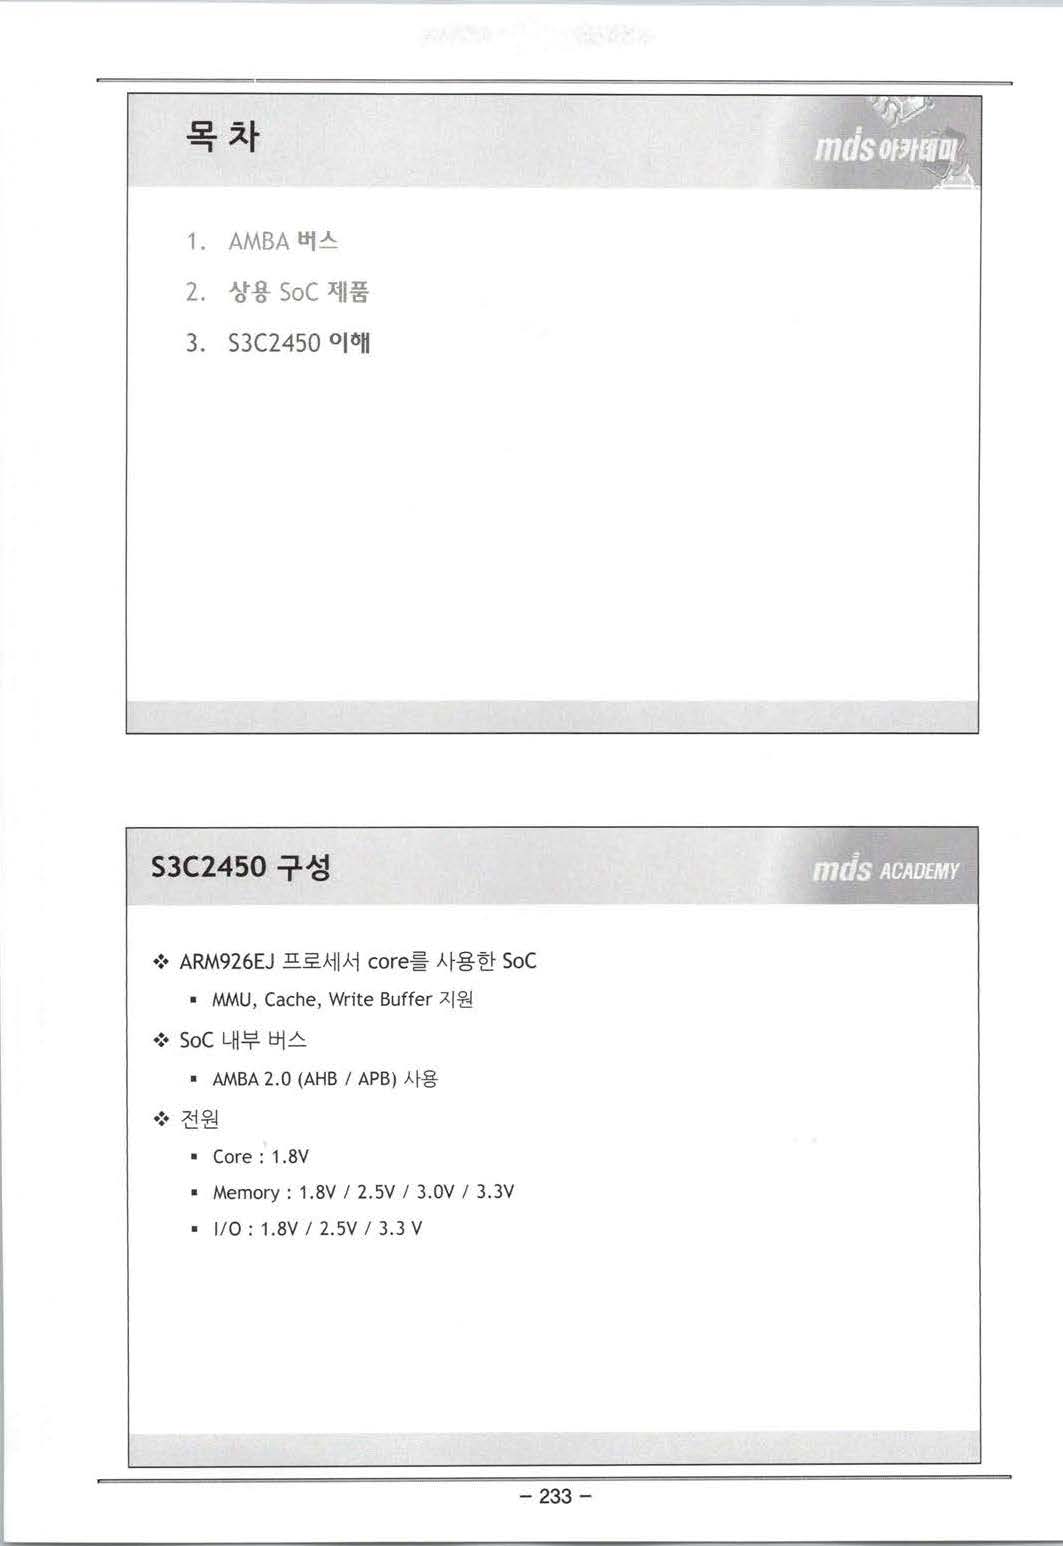 목 차
mds 아카데미
1. AMBA 버스
2. 상용 SoC 제품
3. S3C2450 이해
S3C2450 구성
mds ACADEMY
❖ ARM926EJ 프로세서 core를 사용한 SoC
▪ MMU, Cache, Write Buffer 지원
❖ SoC 내부 버스
▪ AMBA 2.0 (AHB / APB) 사용
❖ 전원
▪ Core : 1.8V
▪ Memory : 1.8V / 2.5V / 3.0V / 3.3V
▪ I/O : 1.8V / 2.5V / 3.3 V
- 233 -